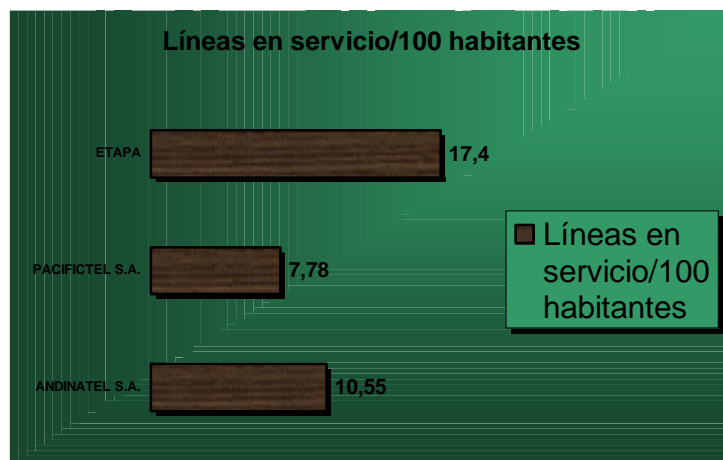 Líneas en servicio/100 habitantes
ETAPA
17,4
PACIFICTEL S.A.
7,78
ANDINATEL S.A.
10,55
Líneas en
servicio/100
habitantes